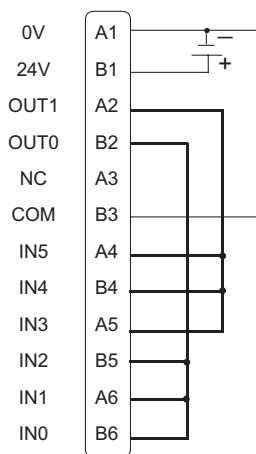 0V A1
24V B1
OUT1 A2
OUT0 B2
NC A3
COM B3
IN5 A4
IN4 B4
IN3 A5
IN2 B5
IN1 A6
IN0 B6
− +